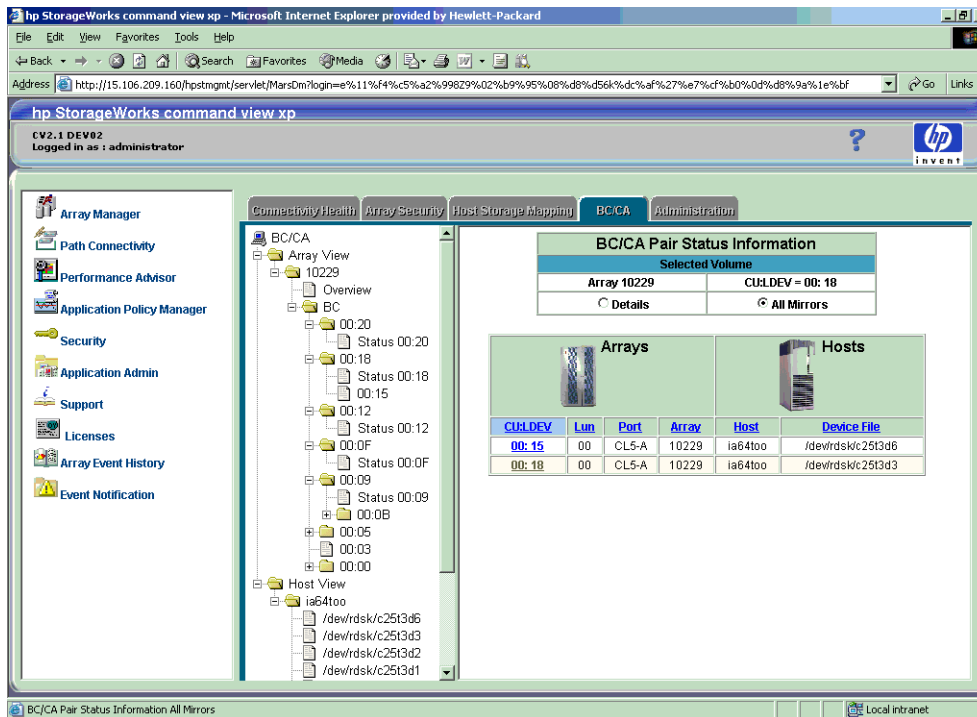 hp StorageWorks command view xp - Microsoft Internet Explorer provided by Hewlett-Packard
File Edit View Favorites Tools Help
Back Search Favorites Media
Address http://15.106.209.160/hpstmgmt/servlet/MarsDm?login=e%11%f4%c5%a2%998Z9%02%b9%95%08%d8%d56k%dc%af%27%e7%cf%b0%0d%d8%9a%1e%bf Go Links
hp StorageWorks command view xp
CV2.1 DEV02
Logged in as : administrator
?
hp
invent
Array Manager
Path Connectivity
Performance Advisor
Application Policy Manager
Security
Application Admin
Support
Licenses
Array Event History
Event Notification
Connectivity Health Array Security Host Storage Mapping BC/CA Administration
BC/CA
Array View
10229
Overview
BC
00:20
Status 00:20
00:18
Status 00:18
00:15
00:12
Status 00:12
00:0F
Status 00:0F
00:09
Status 00:09
00:0B
00:05
00:03
00:00
Host View
ia64too
/dev/rdsk/c25t3d6
/dev/rdsk/c25t3d3
/dev/rdsk/c25t3d2
/dev/rdsk/c25t3d1
BC/CA Pair Status Information
Selected Volume
Array 10229 CU:LDEV = 00: 18
Details All Mirrors
Arrays Hosts
CU:LDEV Lun Port Array Host Device File
00: 15 00 CL5-A 10229 ia64too /dev/rdsk/c25t3d6
00: 18 00 CL5-A 10229 ia64too /dev/rdsk/c25t3d3
BC/CA Pair Status Information All Mirrors
Local intranet